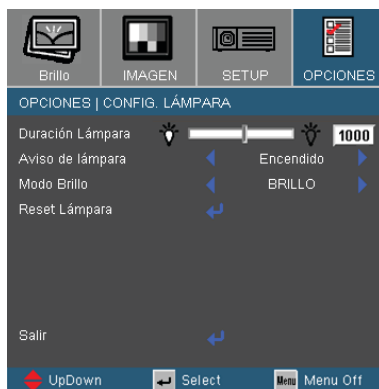 Brillo IMAGEN SETUP OPCIONES
OPCIONES | CONFIG. LÁMPARA
Duración Lámpara 1000
Aviso de lámpara Encendido
Modo Brillo BRILLO
Reset Lámpara
Salir
UpDown Select Menu Menu Off